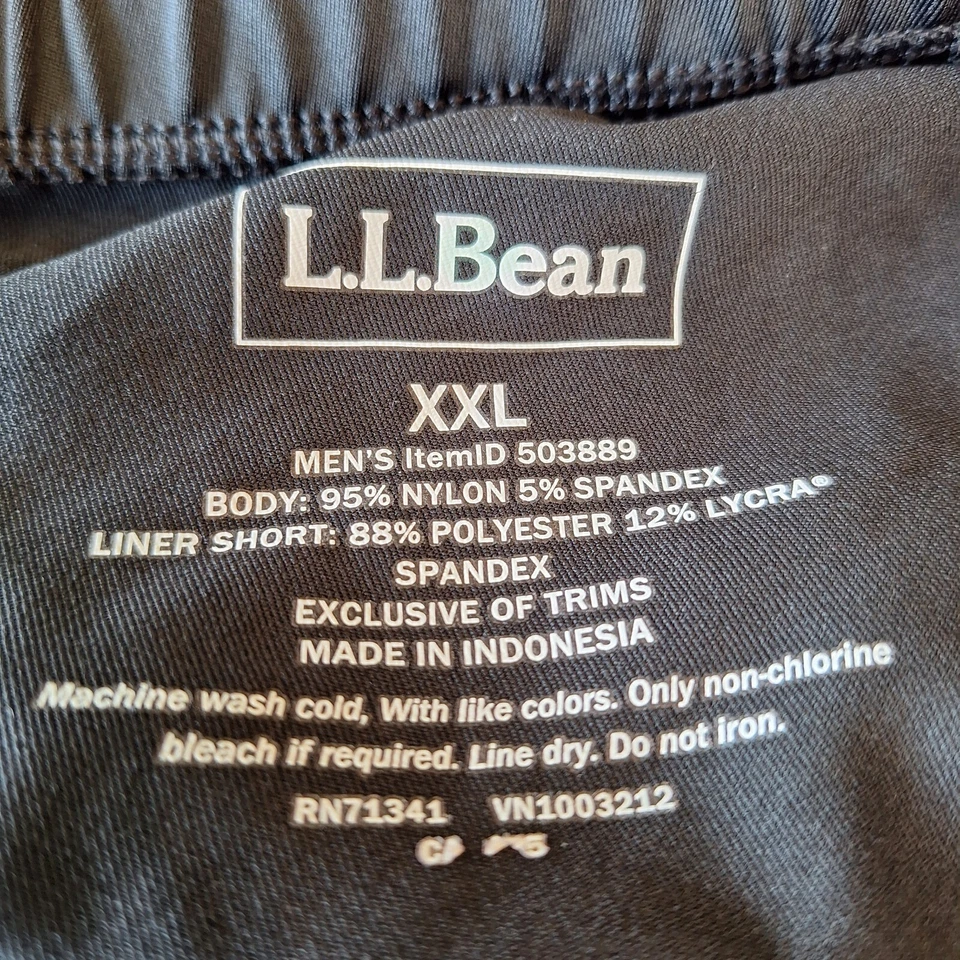 L.L.Bean
XXL
MEN'S ItemID 503889
BODY: 95% NYLON 5% SPANDEX
LINER SHORT: 88% POLYESTER 12% LYCRA®
SPANDEX
EXCLUSIVE OF TRIMS
MADE IN INDONESIA
Machine wash cold, With like colors. Only non-chlorine
bleach if required. Line dry. Do not iron.
RN71341 VN1003212